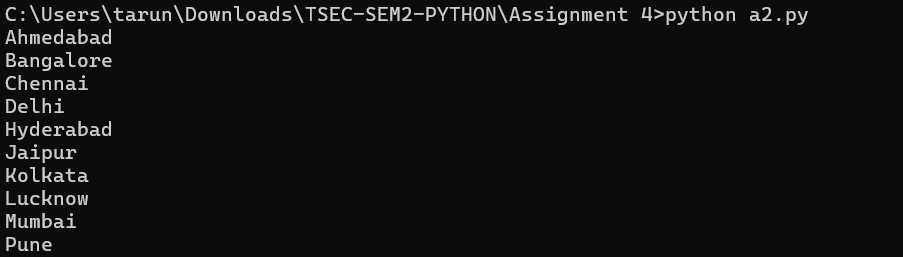 C:\Users\tarun\Downloads\TSEC-SEM2-PYTHON\Assignment 4>python a2.py
Ahmedabad
Bangalore
Chennai
Delhi
Hyderabad
Jaipur
Kolkata
Lucknow
Mumbai
Pune